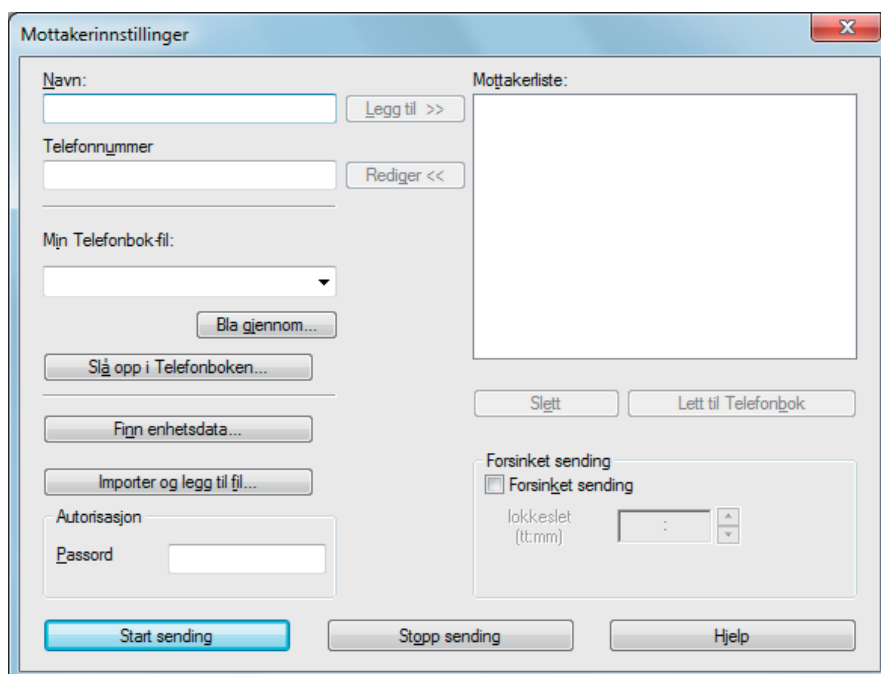 Mottakerinnstillinger
Navn:
Legg til >>
Telefonnummer
Rediger <<
Min Telefonbok-fil:
Bla gjennom...
Slå opp i Telefonboken...
Finn enhetsdata...
Importer og legg til fil...
Autorisasjon
Passord
Mottakerliste:
Slett
Lett til Telefonbok
Forsinket sending
Forsinket sending
lokkeslet
(tt:mm)
:
Start sending
Stopp sending
Hjelp